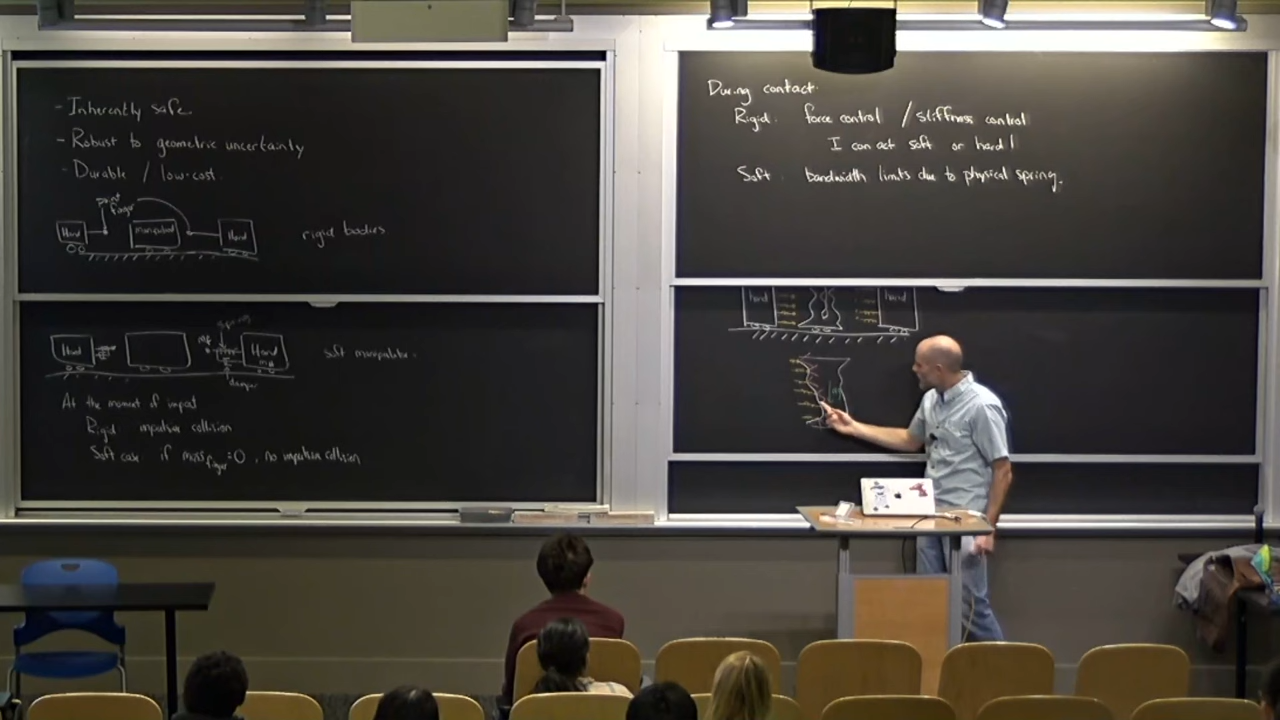 - Inherently safe.
- Robust to geometric uncertainty
- Durable / low-cost.
point
finger
Hand
manipuland
Hand
rigid bodies
Hand
Hand
soft manipulator.
damper
At the moment of impact
Rigid impulsive collision
Soft case if mass finger = 0, no impulsive collision
During contact.
Rigid: force control / stiffness control
I can act soft or hard!
Soft: bandwidth limits due to physical spring.
hand
hand